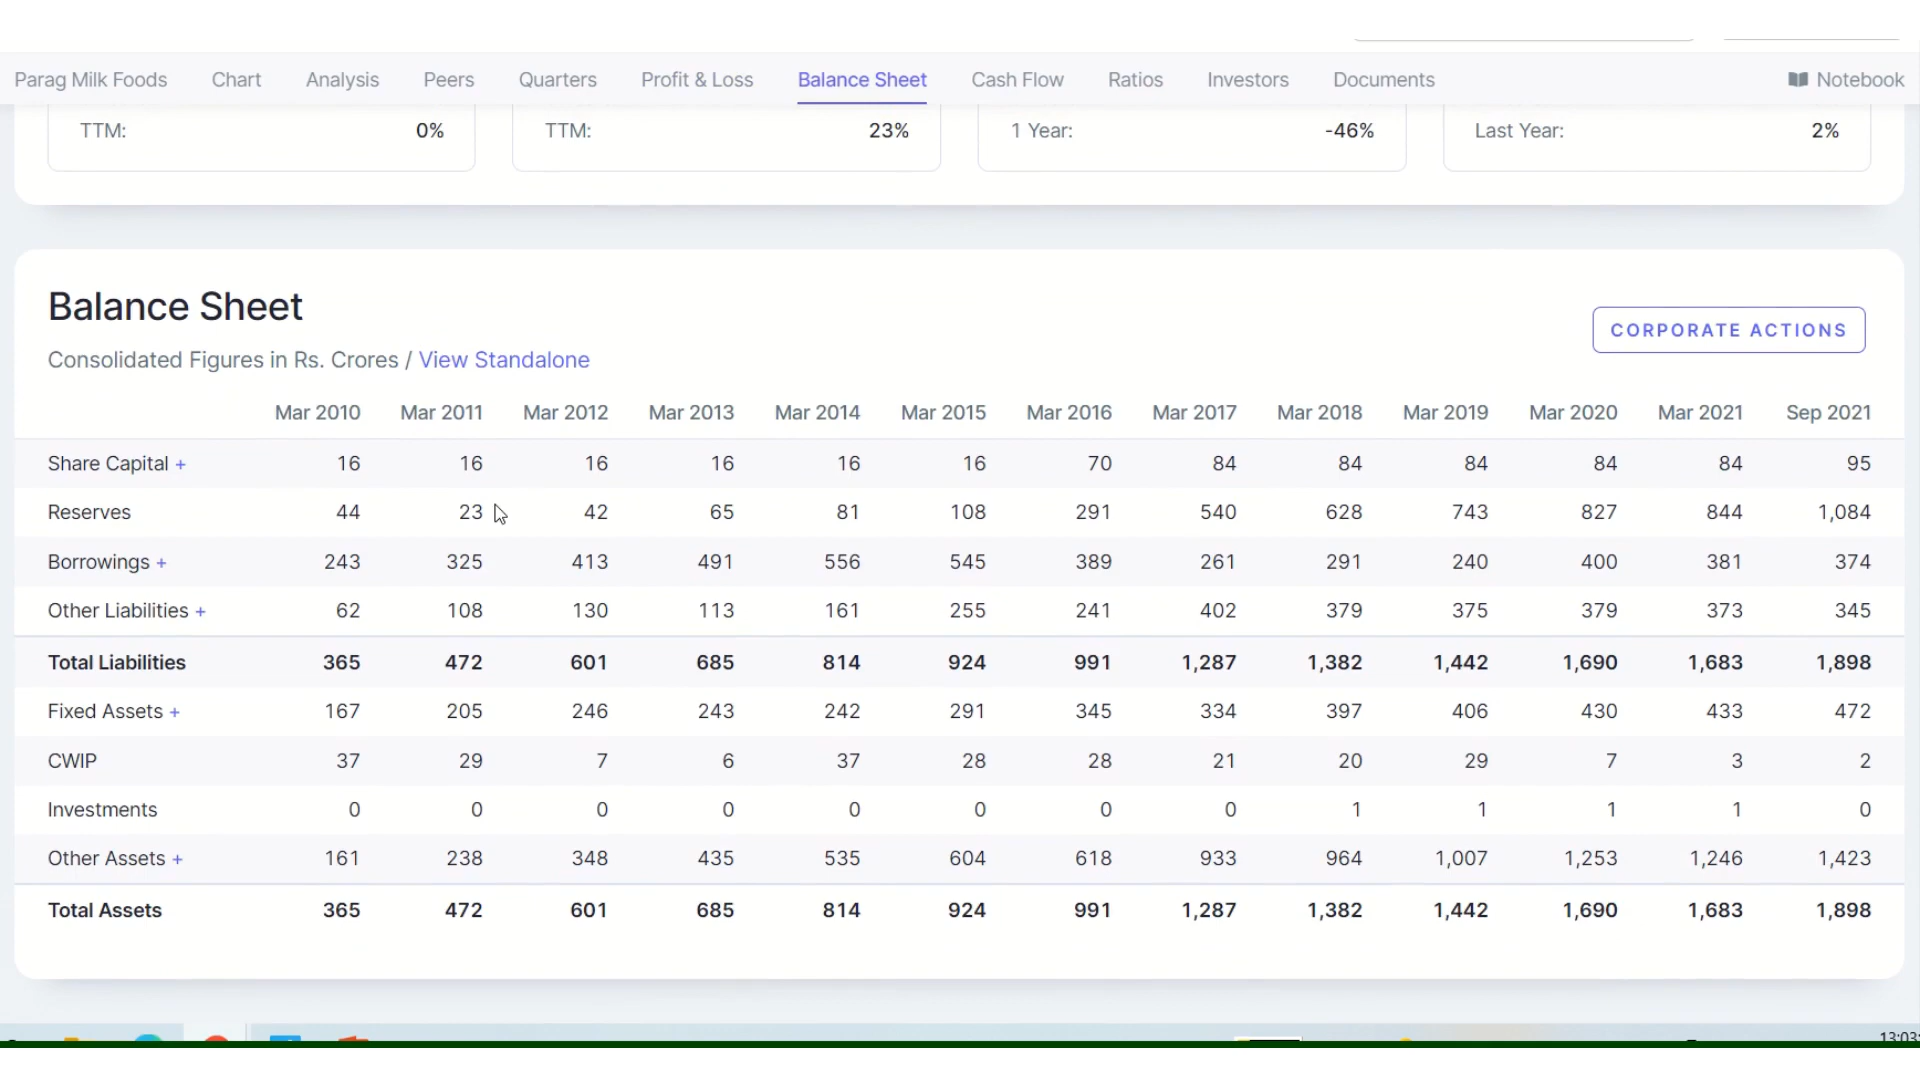 Parag Milk Foods Chart Analysis Peers Quarters Profit & Loss Balance Sheet Cash Flow Ratios Investors Documents Notebook
TTM: 0% TTM: 23% 1 Year: -46% Last Year: 2%
Balance Sheet
CORPORATE ACTIONS
Consolidated Figures in Rs. Crores / View Standalone
Mar 2010 Mar 2011 Mar 2012 Mar 2013 Mar 2014 Mar 2015 Mar 2016 Mar 2017 Mar 2018 Mar 2019 Mar 2020 Mar 2021 Sep 2021
Share Capital + 16 16 16 16 16 16 70 84 84 84 84 84 95
Reserves 44 23 42 65 81 108 291 540 628 743 827 844 1,084
Borrowings + 243 325 413 491 556 545 389 261 291 240 400 381 374
Other Liabilities + 62 108 130 113 161 255 241 402 379 375 379 373 345
Total Liabilities 365 472 601 685 814 924 991 1,287 1,382 1,442 1,690 1,683 1,898
Fixed Assets + 167 205 246 243 242 291 345 334 397 406 430 433 472
CWIP 37 29 7 6 37 28 28 21 20 29 7 3 2
Investments 0 0 0 0 0 0 0 0 1 1 1 1 0
Other Assets + 161 238 348 435 535 604 618 933 964 1,007 1,253 1,246 1,423
Total Assets 365 472 601 685 814 924 991 1,287 1,382 1,442 1,690 1,683 1,898